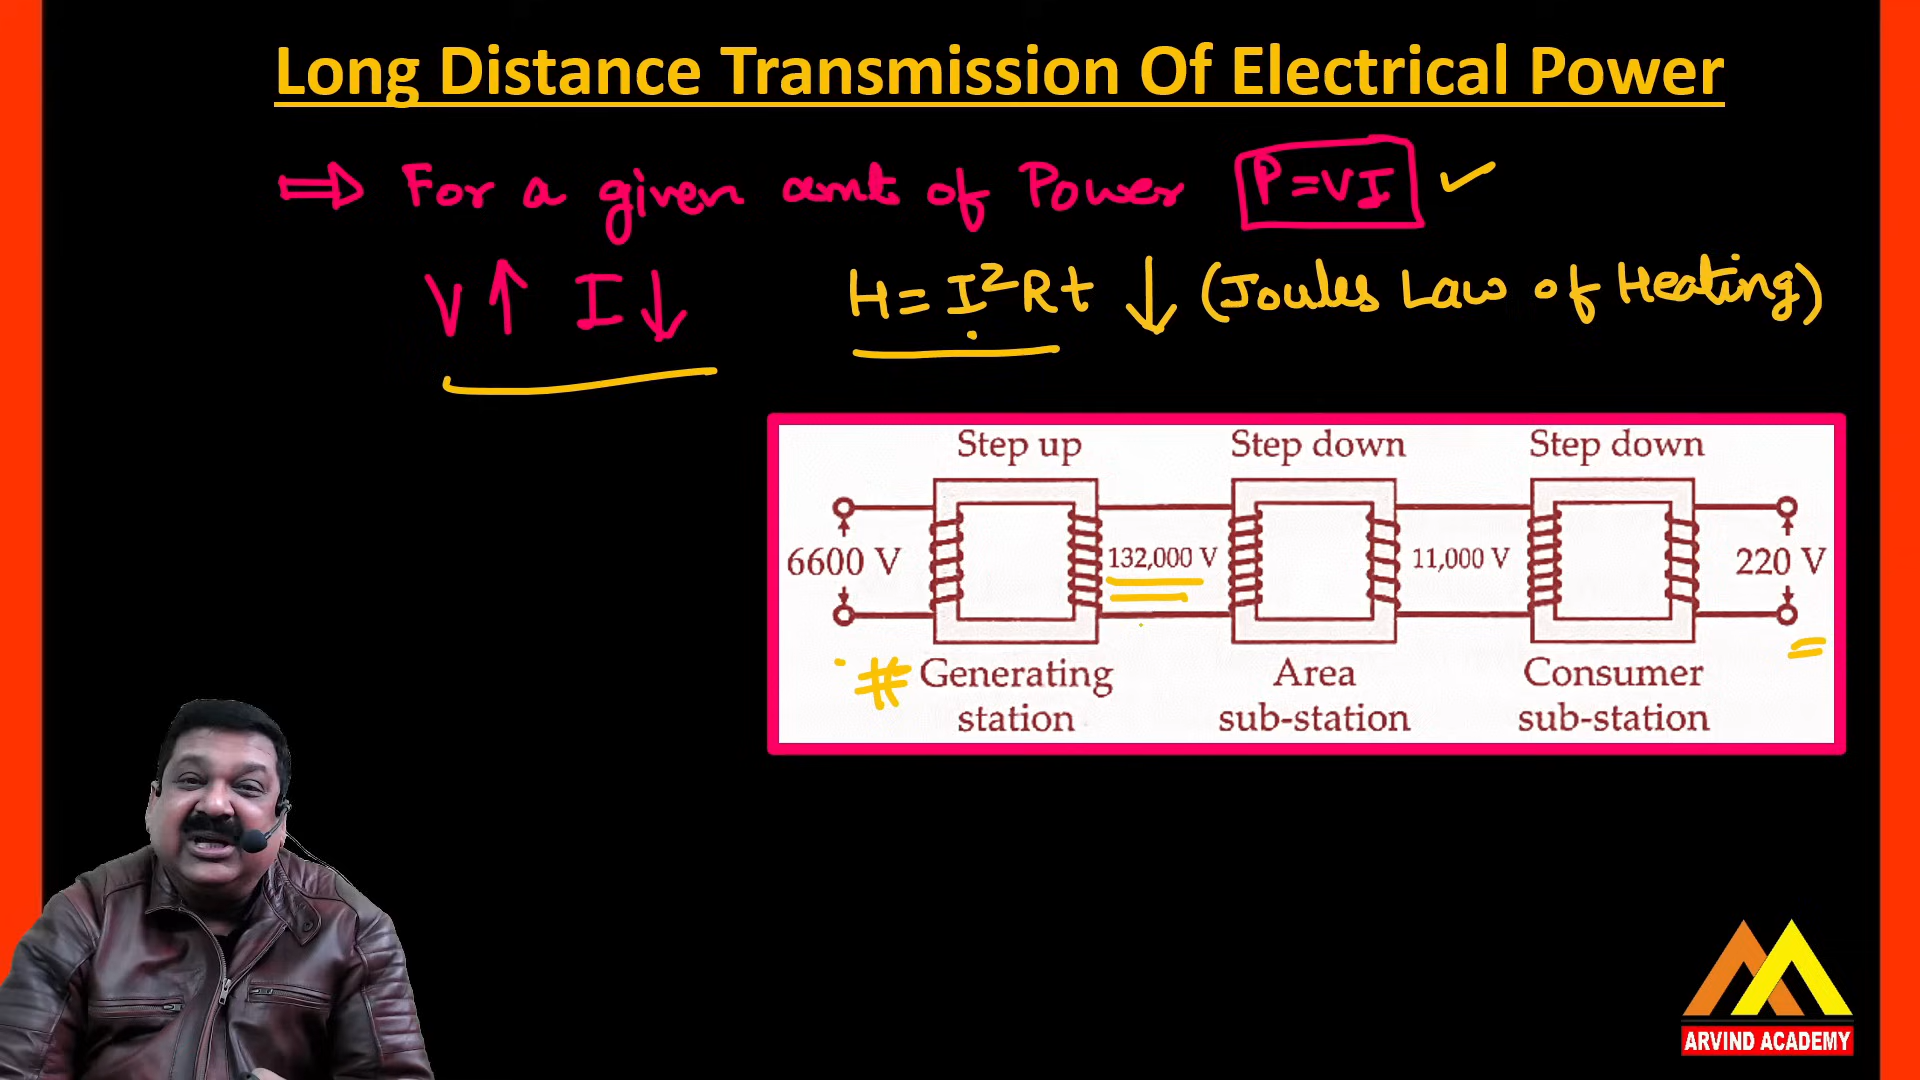 Long Distance Transmission Of Electrical Power
⇒ For a given amt of Power P=VI ✓
V↑ I↓ H = I²Rt ↓ (Joules Law of Heating)
Step up Step down Step down
6600 V 132,000 V 11,000 V 220 V
# Generating station Area sub-station Consumer sub-station
ARVIND ACADEMY